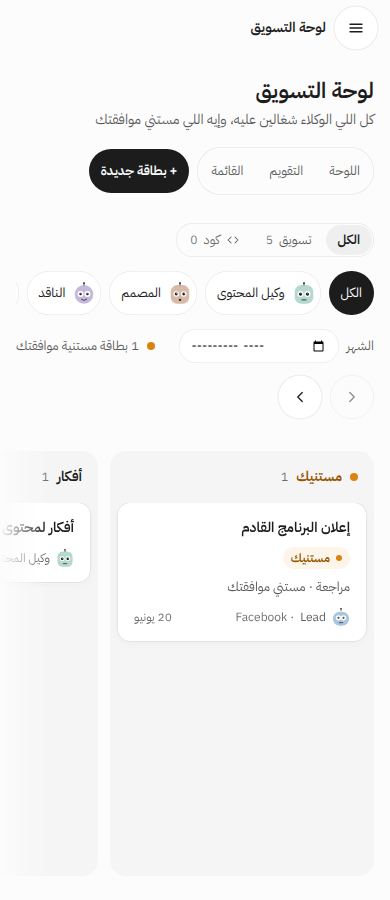 لوحة التسويق
لوحة التسويق
كل اللي الوكلاء شغالين عليه، وإيه اللي مستني موافقتك
اللوحة التقويم القائمة + بطاقة جديدة
الكل تسويق 5 كود 0
الكل وكيل المحتوى المصمم الناقد
الشهر --------- ---- 1 بطاقة مستنية موافقتك
مستنيك 1
إعلان البرنامج القادم
مستنيك
مراجعة · مستني موافقتك
Lead · Facebook 20 يونيو
أفكار 1
أفكار لمحتوى
وكيل